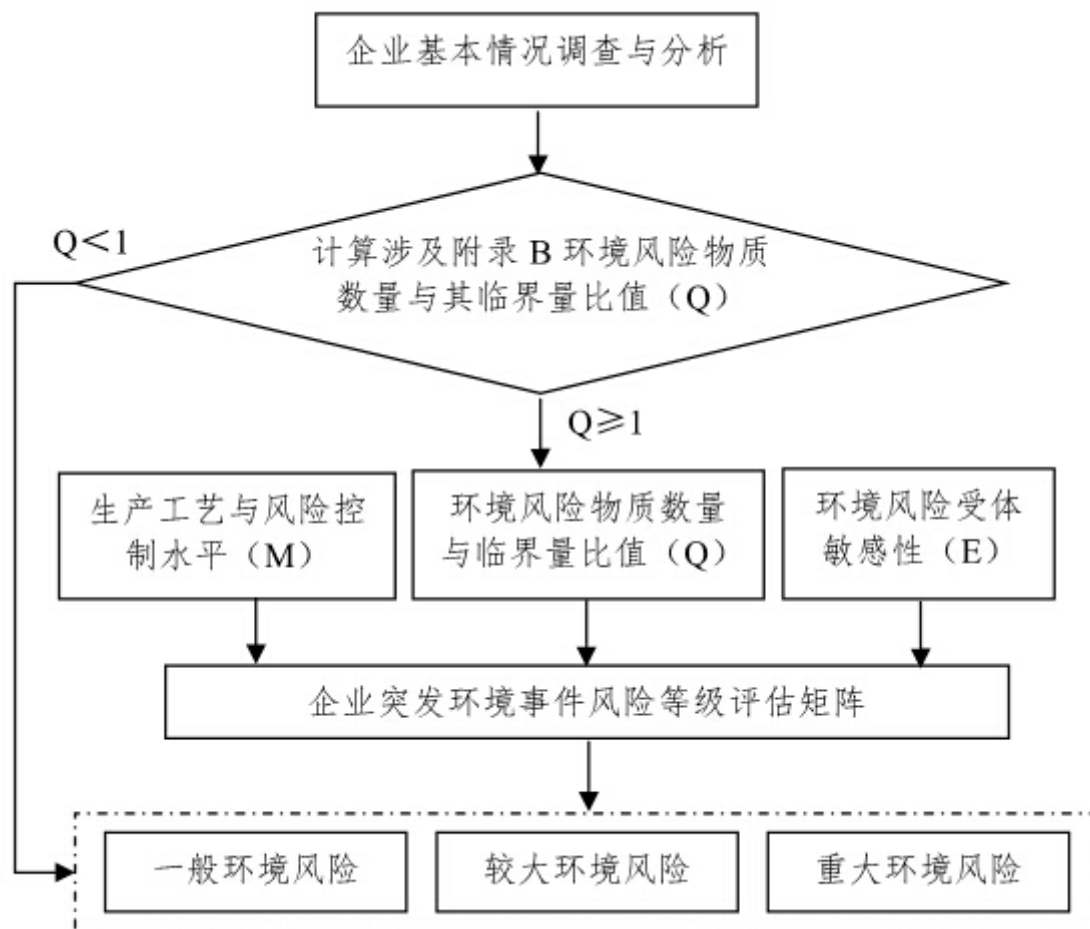 企业基本情况调查与分析
Q＜1
计算涉及附录 B 环境风险物质
数量与其临界量比值（Q）
Q≥1
生产工艺与风险控
制水平（M）
环境风险物质数量
与临界量比值（Q）
环境风险受体
敏感性（E）
企业突发环境事件风险等级评估矩阵
一般环境风险
较大环境风险
重大环境风险